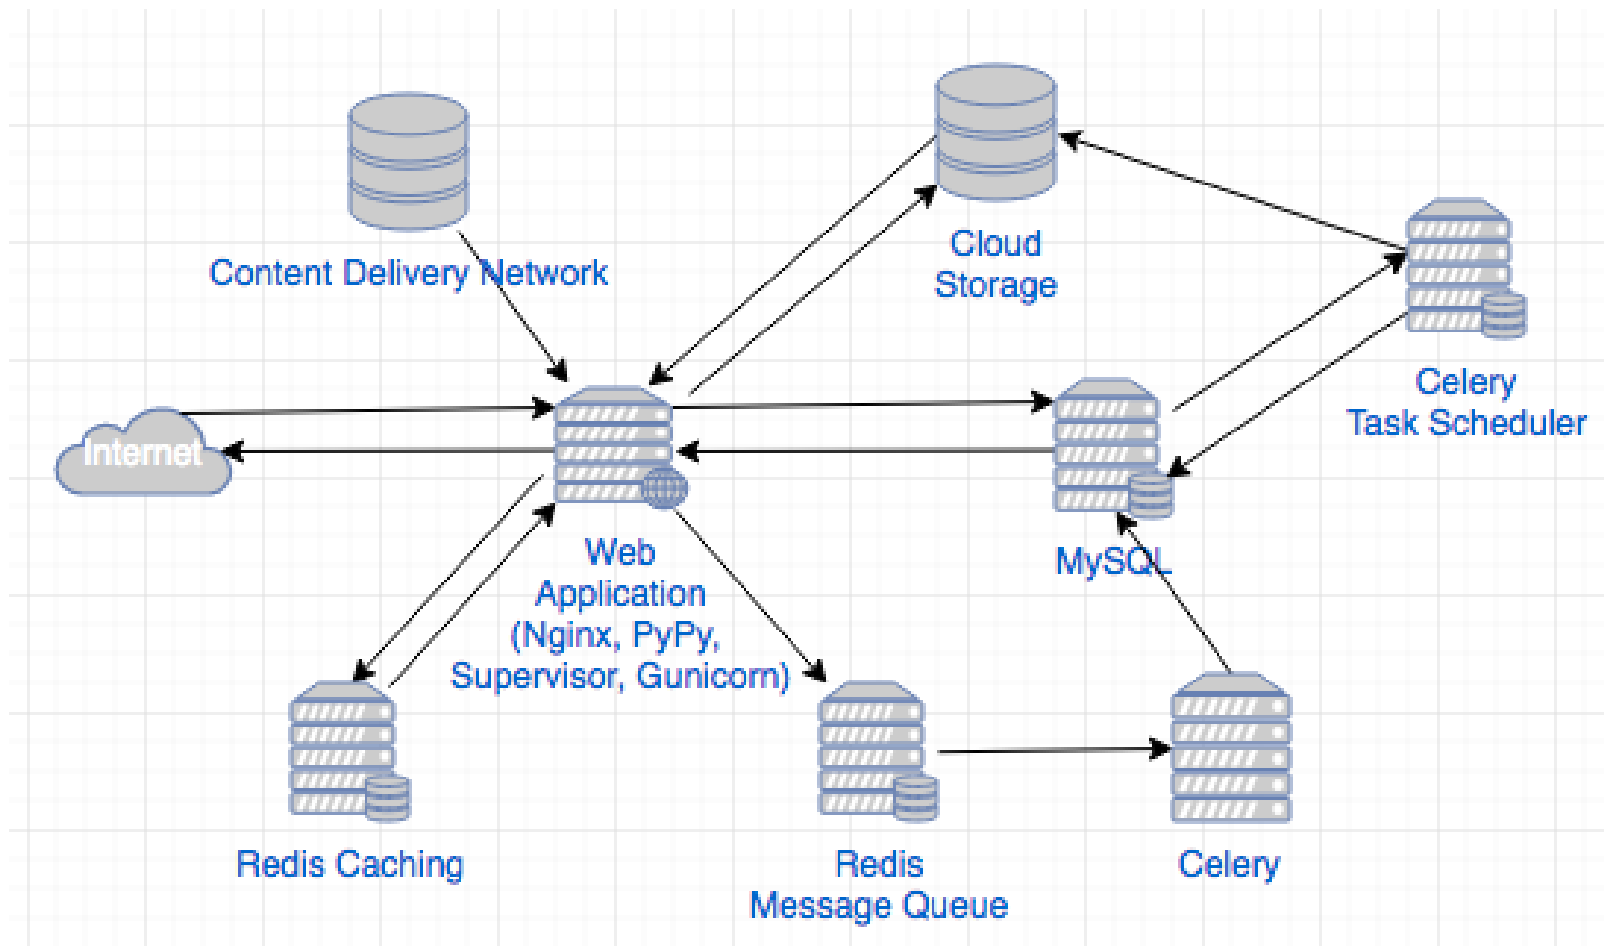 Cloud
Storage
Content Delivery Network
Celery
Task Scheduler
Internet
Web
Application
(Nginx, PyPy,
Supervisor, Gunicorn)
MySQL
Redis Caching
Redis
Message Queue
Celery